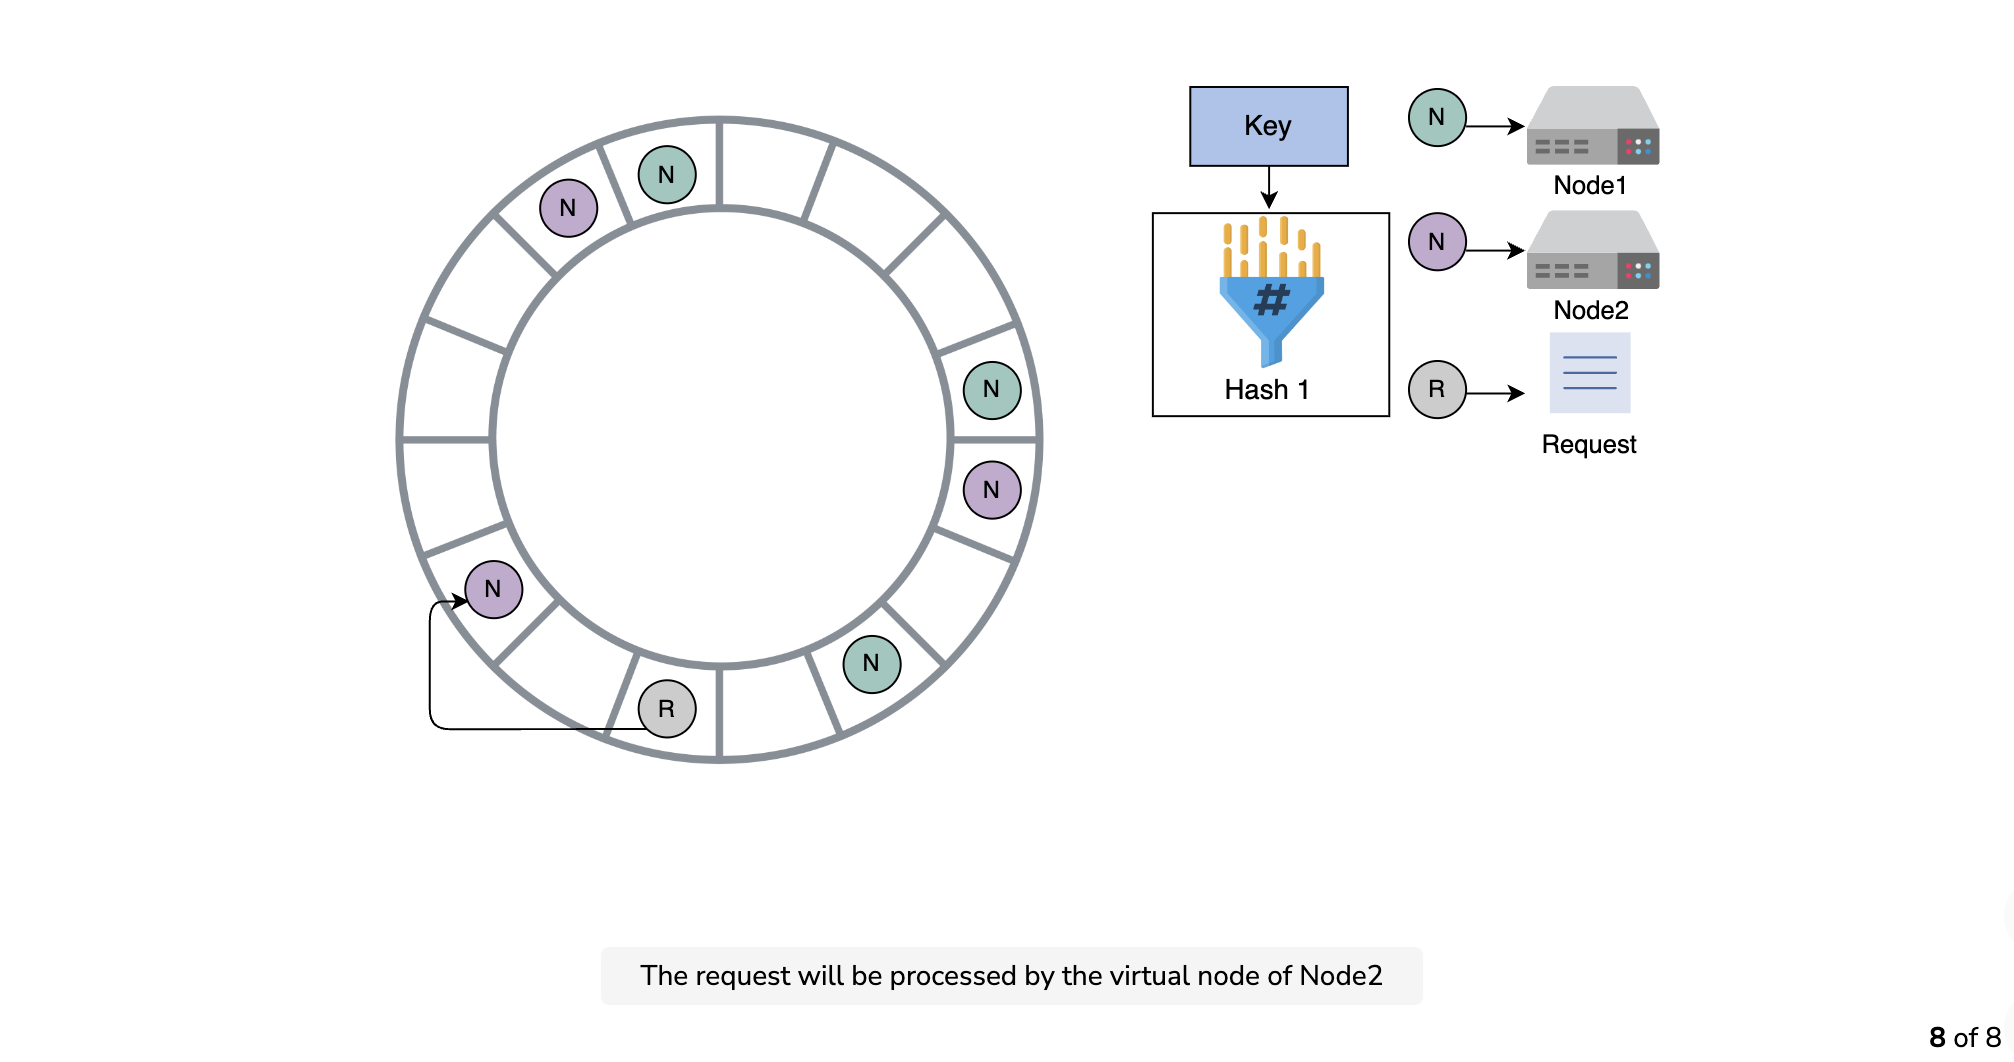 Key
#
Hash 1
N
Node1
N
Node2
R
Request
N
N
N
N
N
N
R
The request will be processed by the virtual node of Node2
8 of 8